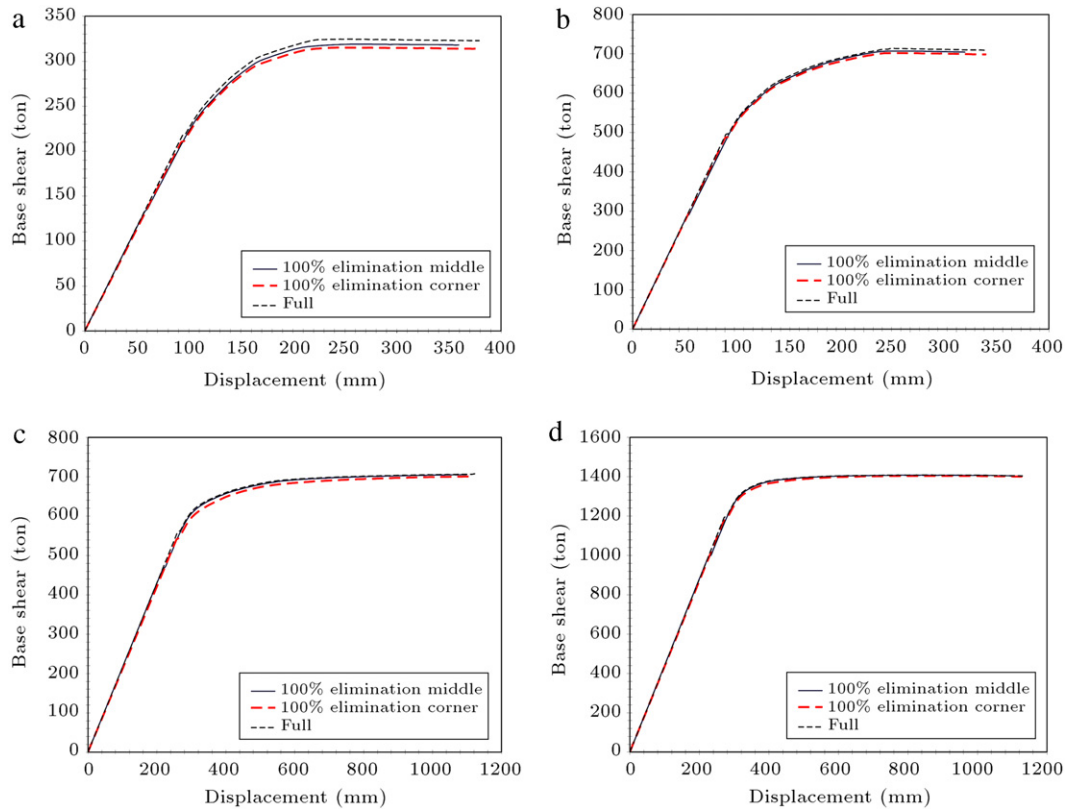 a
350
300
250
200
150
100
50
0
Base shear (ton)
100% elimination middle
100% elimination corner
Full
0 50 100 150 200 250 300 350 400
Displacement (mm)
b
800
700
600
500
400
300
200
100
0
Base shear (ton)
100% elimination middle
100% elimination corner
Full
0 50 100 150 200 250 300 350 400
Displacement (mm)
c
800
700
600
500
400
300
200
100
0
Base shear (ton)
100% elimination middle
100% elimination corner
Full
0 200 400 600 800 1000 1200
Displacement (mm)
d
1600
1400
1200
1000
800
600
400
200
0
Base shear (ton)
100% elimination middle
100% elimination corner
Full
0 200 400 600 800 1000 1200
Displacement (mm)